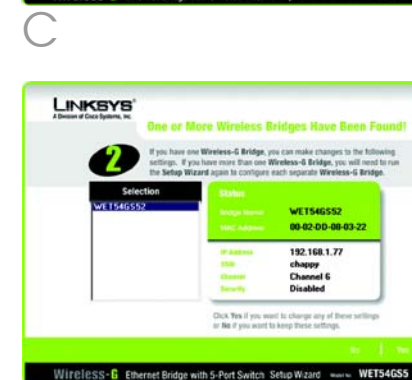 C
LINKSYS®
A Division of Cisco Systems, Inc.
One or More Wireless Bridges Have Been Found!
2
If you have one Wireless-G Bridge, you can make changes to the following
settings. If you have more than one Wireless-G Bridge, you will need to run
the Setup Wizard again to configure each separate Wireless-G Bridge.
Selection
WET54GS52
Status
Bridge Name: WET54GS52
MAC Address: 00-02-DD-08-03-22
IP Address: 192.168.1.77
SSID: chappy
Channel: Channel 6
Security: Disabled
Click Yes if you want to change any of these settings
or No if you want to keep these settings.
No | Yes
Wireless-G Ethernet Bridge with 5-Port Switch Setup Wizard WET54GS5